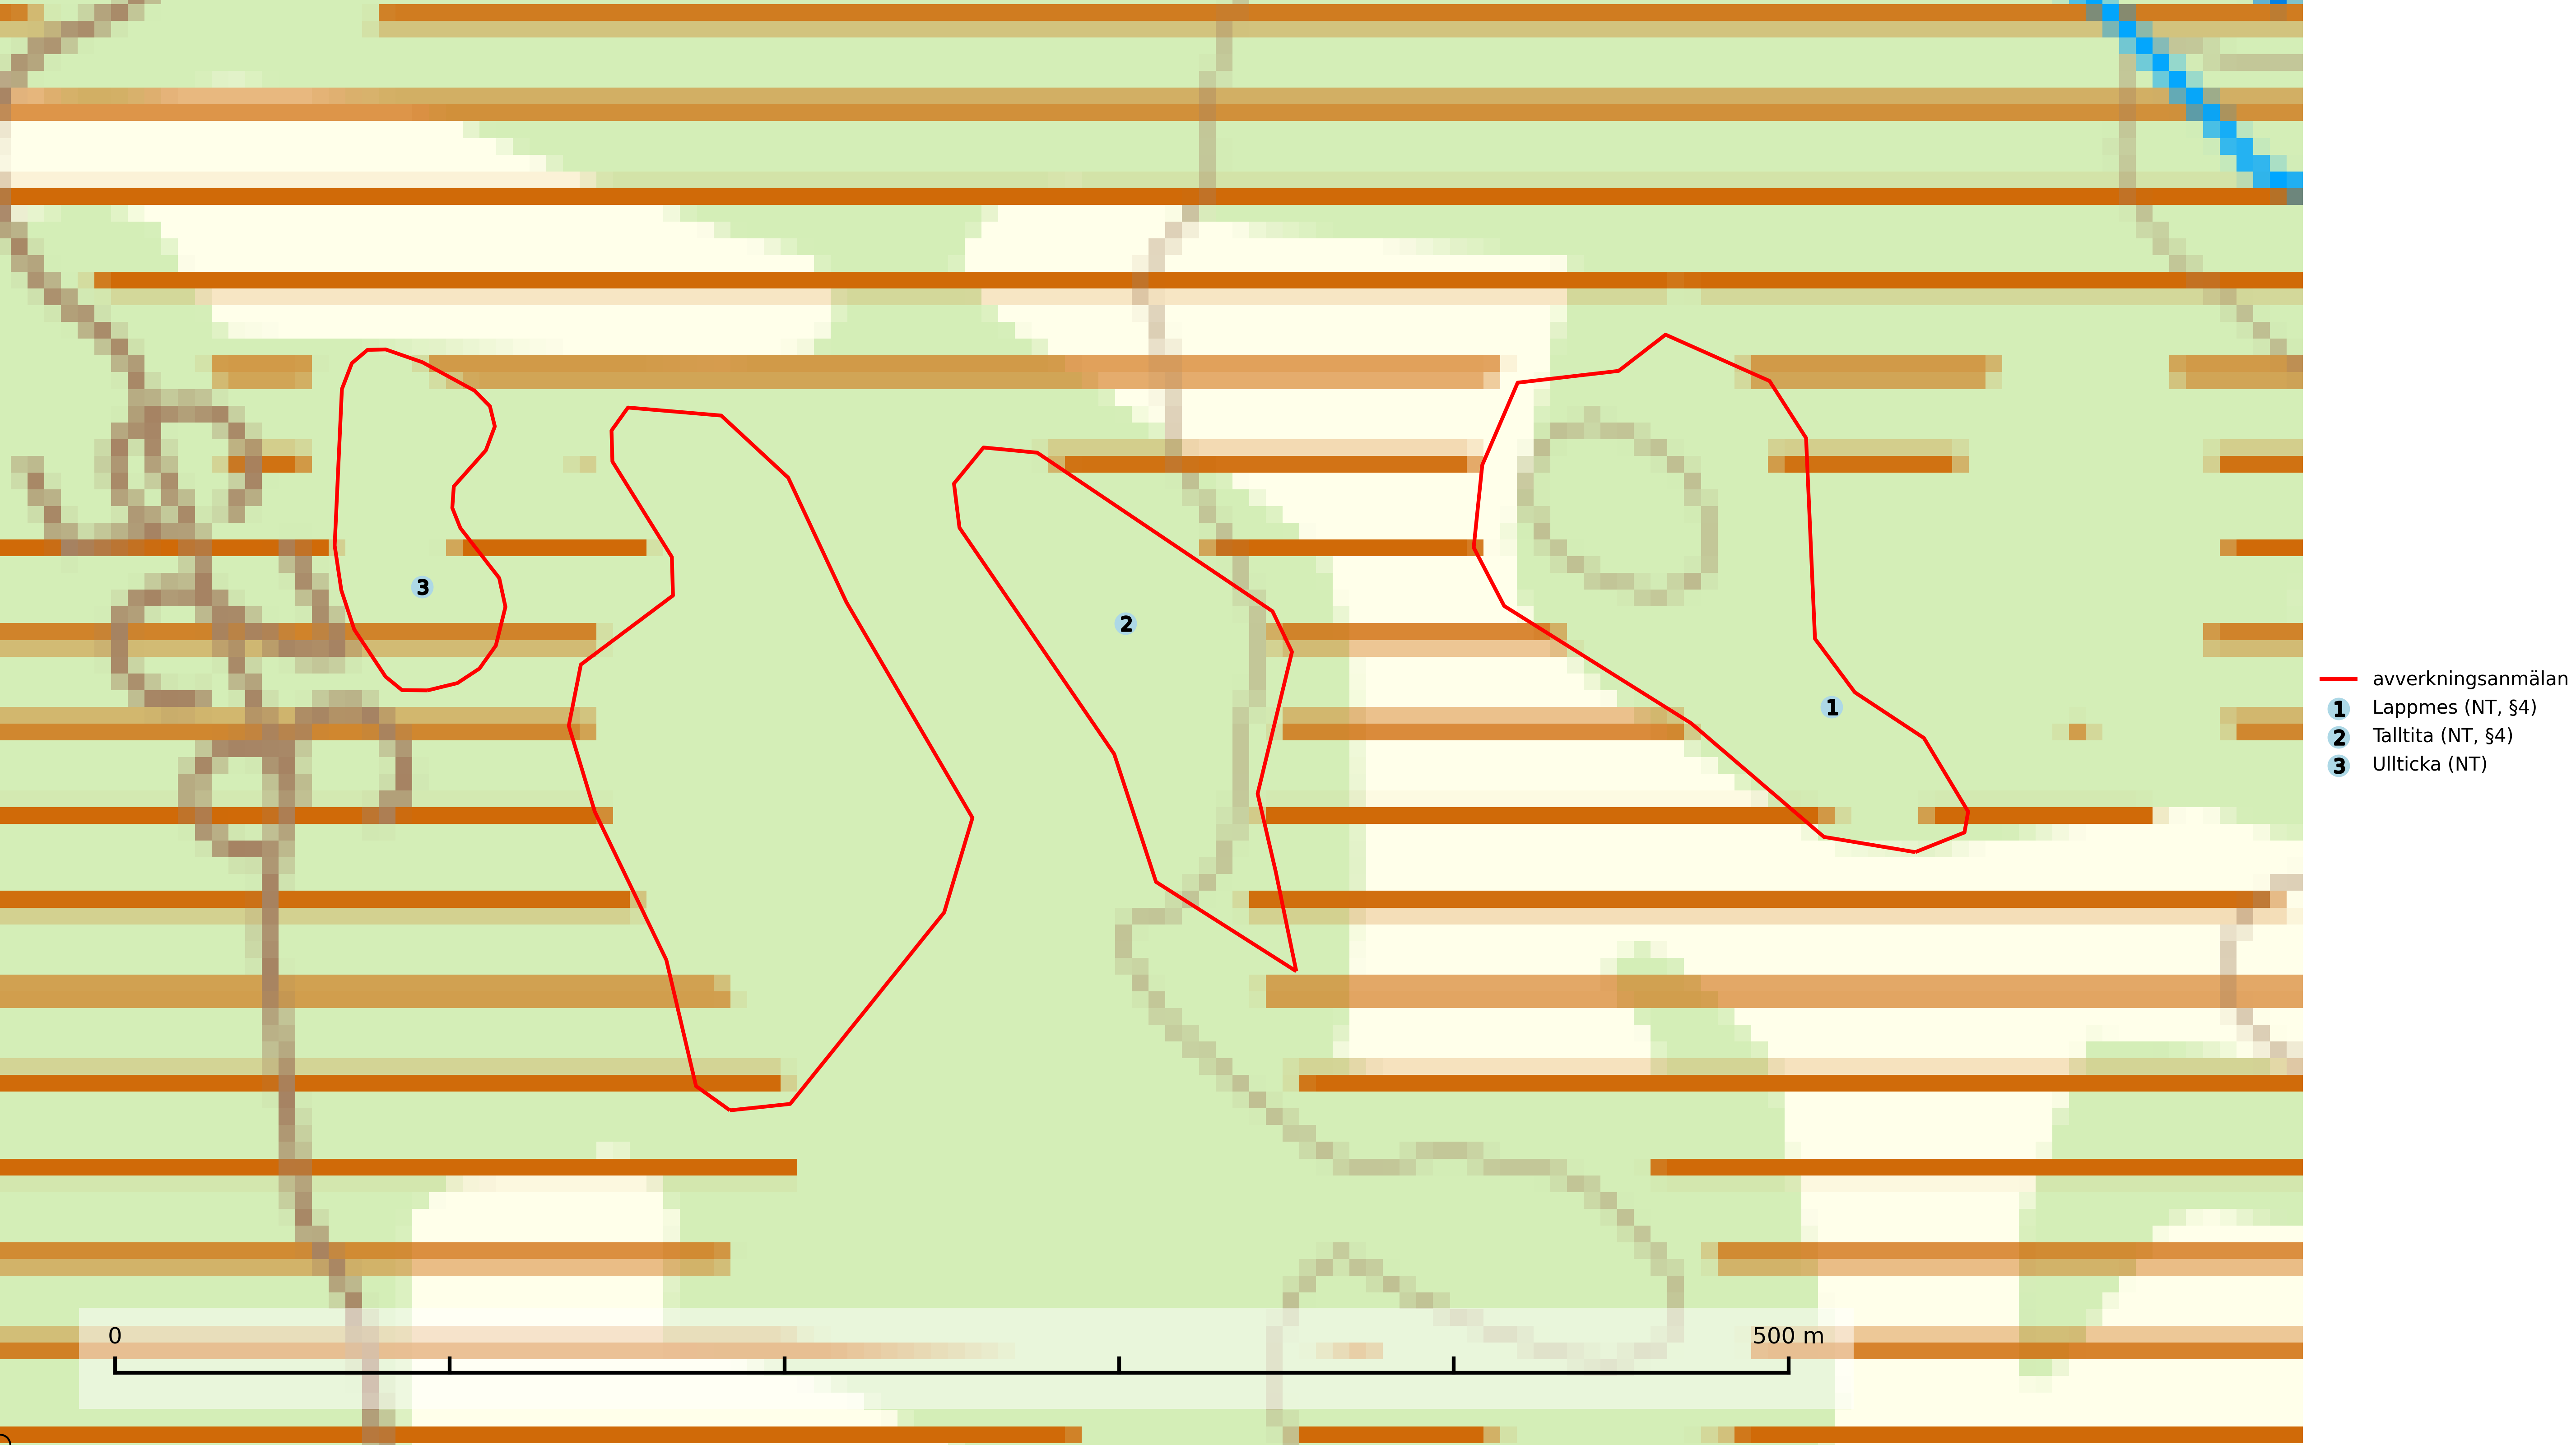 3
2
1
avverkningsanmälan
1 Lappmes (NT, §4)
2 Talltita (NT, §4)
3 Ullticka (NT)
0 500 m